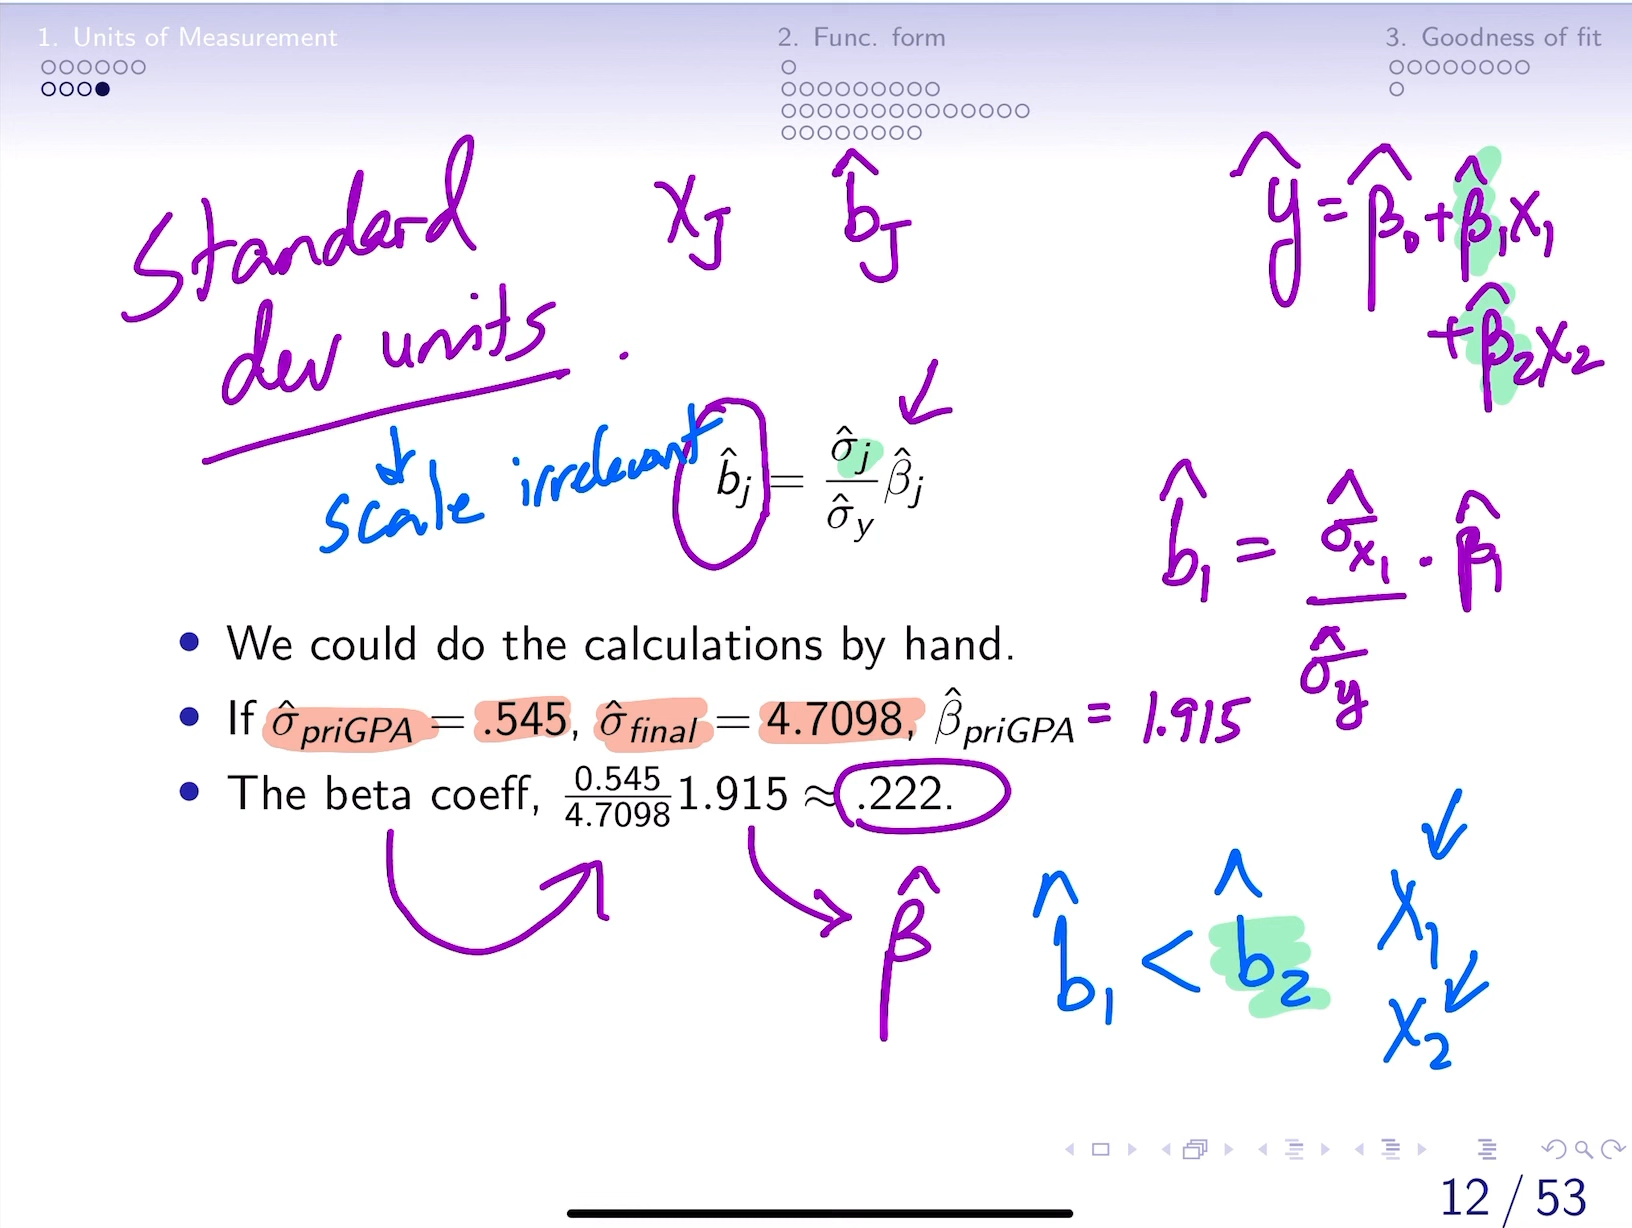 1. Units of Measurement 2. Func. form 3. Goodness of fit
Standard
dev units.
scale irrelevant
x_J b̂_J
ŷ = β̂₀ + β̂₁x₁
+ β̂₂x₂
b̂_j = σ̂_j / σ̂_y β̂_j
b̂₁ = σ̂_x₁ / σ̂_y · β̂₁
• We could do the calculations by hand.
• If σ̂_priGPA = .545, σ̂_final = 4.7098, β̂_priGPA = 1.915
• The beta coeff, 0.545/4.7098 1.915 ≈ .222.
β̂
b̂₁ < b̂₂
x₁
x₂
12 / 53